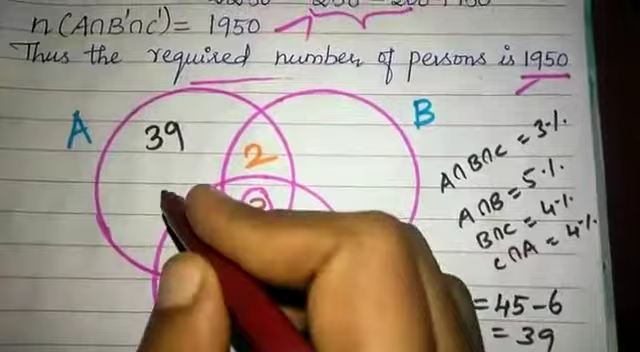 n(A∩B'∩C') = 1950
Thus the required number of persons is 1950
A
39
2
B
A∩B∩C = 3%
A∩B = 5%
B∩C = 4%
C∩A = 4%
= 45-6
= 39